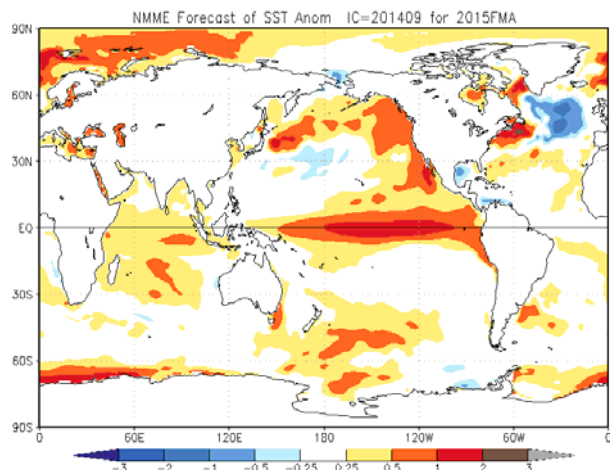 NMME Forecast of SST Anom IC=201409 for 2015FMA
90N
60N
30N
EQ
30S
60S
90S
0 60E 120E 180 120W 60W 0
-3 -2 -1 -0.5 -0.25 0.25 0.5 1 2 3